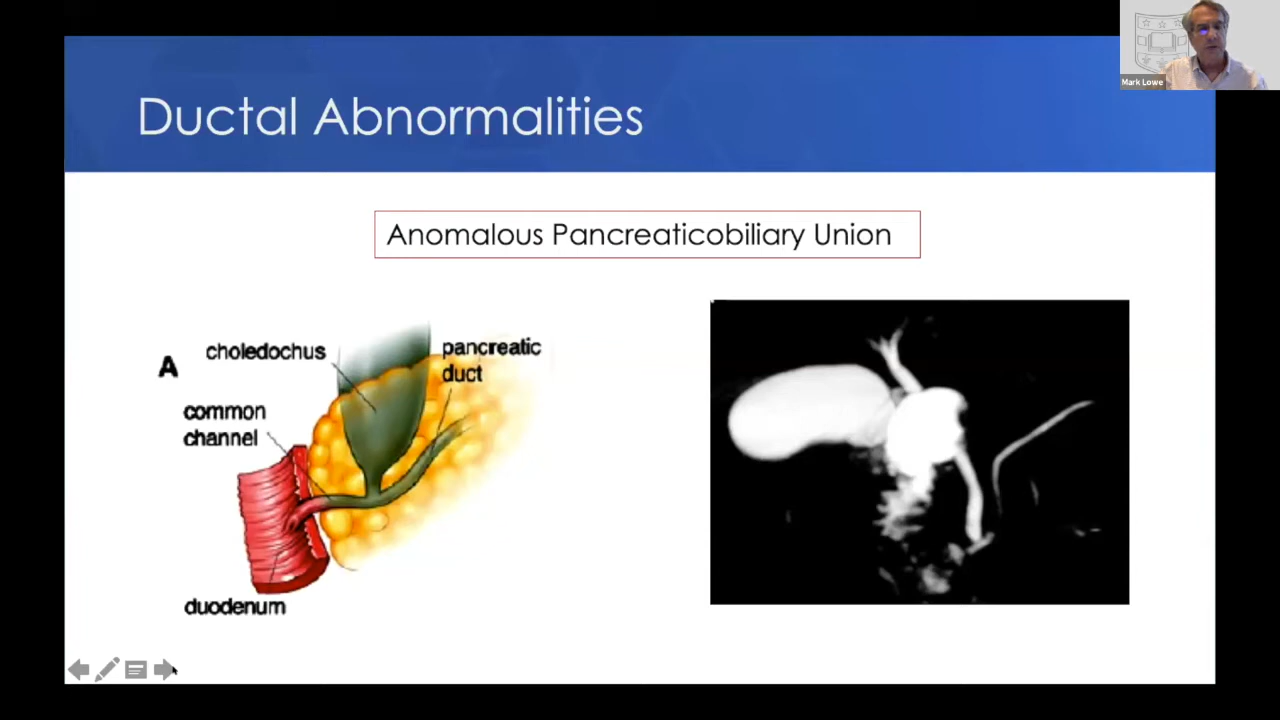 Mark Lowe
Ductal Abnormalities
Anomalous Pancreaticobiliary Union
A
choledochus
pancreatic
duct
common
channel
duodenum